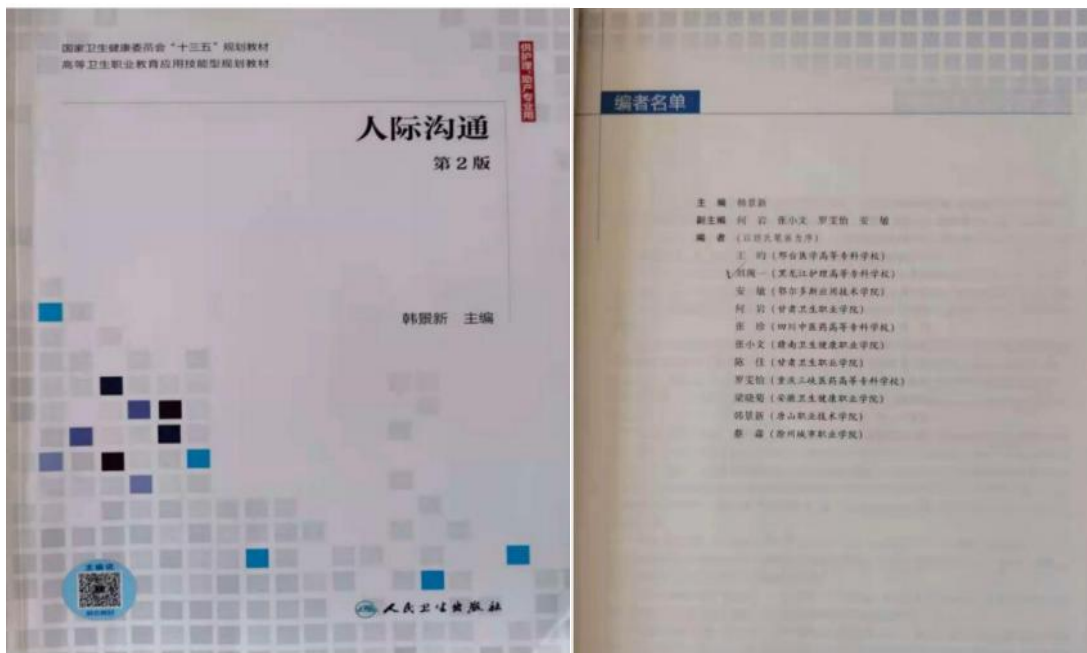 国家卫生健康委员会“十三五”规划教材
高等卫生职业教育应用技能型规划教材
供护理、助产专业用
人际沟通
第2版
韩景新 主编
主编说
人民卫生出版社
编者名单
主 编 韩景新
副主编 何 岩 张小文 罗雯怡 安 敏
编 者 (以姓氏笔画为序)
(邢台医学高等专科学校)
(黑龙江护理高等专科学校)
安 敏 (鄂尔多斯应用技术学院)
何 岩 (甘肃卫生职业学院)
张 珍 (四川中医药高等专科学校)
张小文 (赣南卫生健康职业学院)
陈 佳 (甘肃卫生职业学院)
罗雯怡 (重庆三峡医药高等专科学校)
梁晓菊 (安徽卫生健康职业学院)
韩景新 (唐山职业技术学院)
蔡 (滁州城市职业学院)